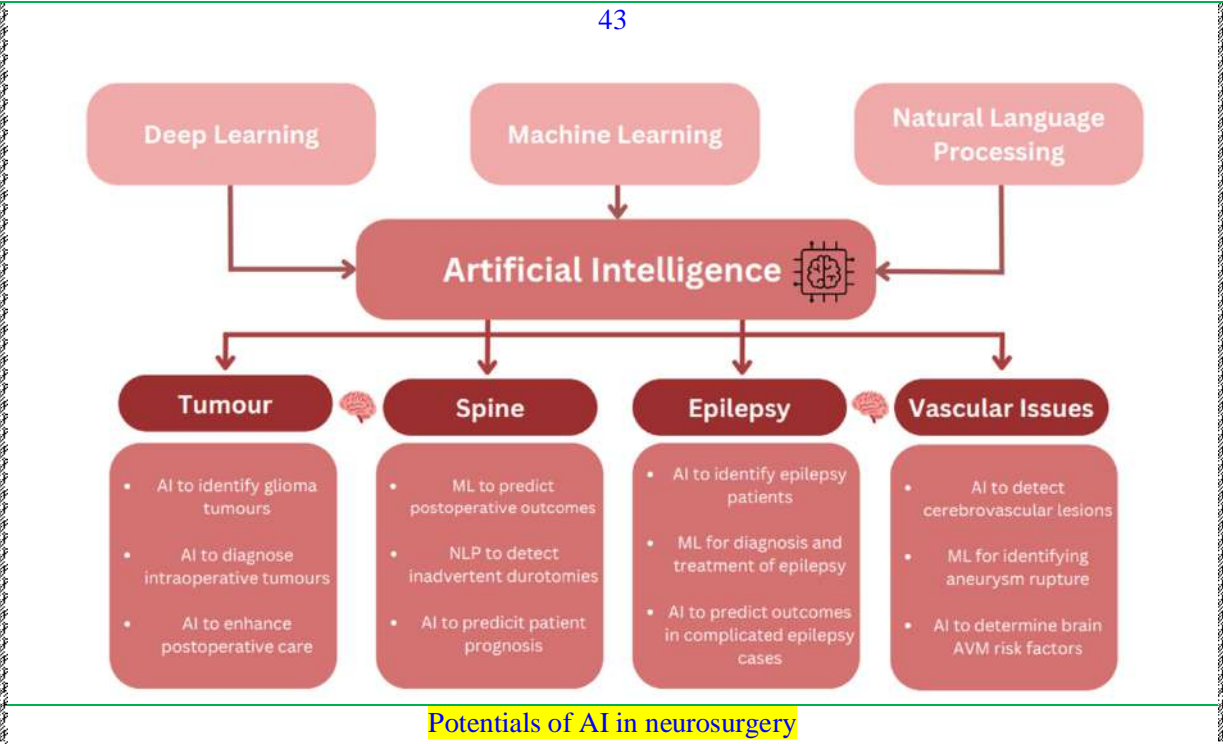 43
Deep Learning
Machine Learning
Natural Language
Processing
Artificial Intelligence
Tumour
• AI to identify glioma
tumours
• AI to diagnose
intraoperative tumours
• AI to enhance
postoperative care
Spine
• ML to predict
postoperative outcomes
• NLP to detect
inadvertent durotomies
• AI to predicit patient
prognosis
Epilepsy
• AI to identify epilepsy
patients
• ML for diagnosis and
treatment of epilepsy
• AI to predict outcomes
in complicated epilepsy
cases
Vascular Issues
• AI to detect
cerebrovascular lesions
• ML for identifying
aneurysm rupture
• AI to determine brain
AVM risk factors
Potentials of AI in neurosurgery